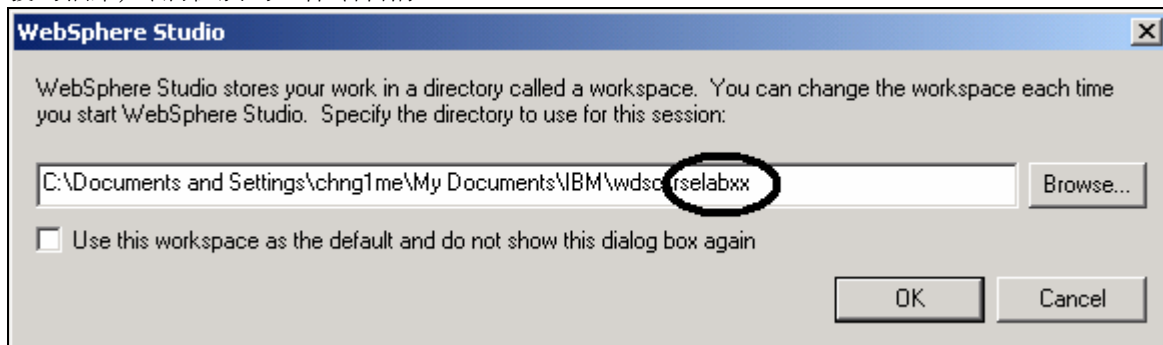 WebSphere Studio
WebSphere Studio stores your work in a directory called a workspace. You can change the workspace each time
you start WebSphere Studio. Specify the directory to use for this session:
C:\Documents and Settings\chng1me\My Documents\IBM\wdsc\rselabxx
Browse...
Use this workspace as the default and do not show this dialog box again
OK
Cancel